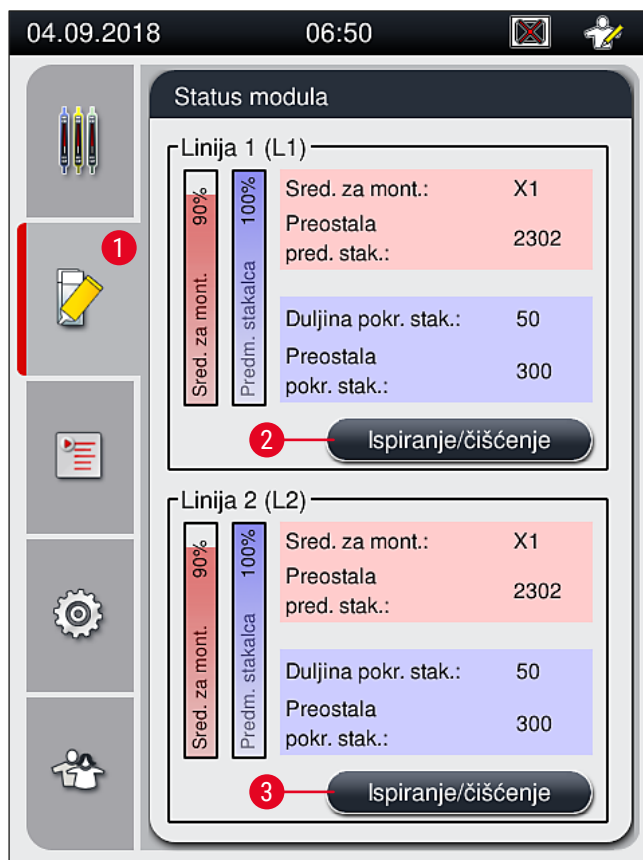 04.09.2018 06:50
Status modula
1
Linija 1 (L1)
90%
Sred. za mont.
100%
Predm. stakalca
Sred. za mont.: X1
Preostala
pred. stak.: 2302
Duljina pokr. stak.: 50
Preostala
pokr. stak.: 300
2
Ispiranje/čišćenje
Linija 2 (L2)
90%
Sred. za mont.
100%
Predm. stakalca
Sred. za mont.: X1
Preostala
pred. stak.: 2302
Duljina pokr. stak.: 50
Preostala
pokr. stak.: 300
3
Ispiranje/čišćenje